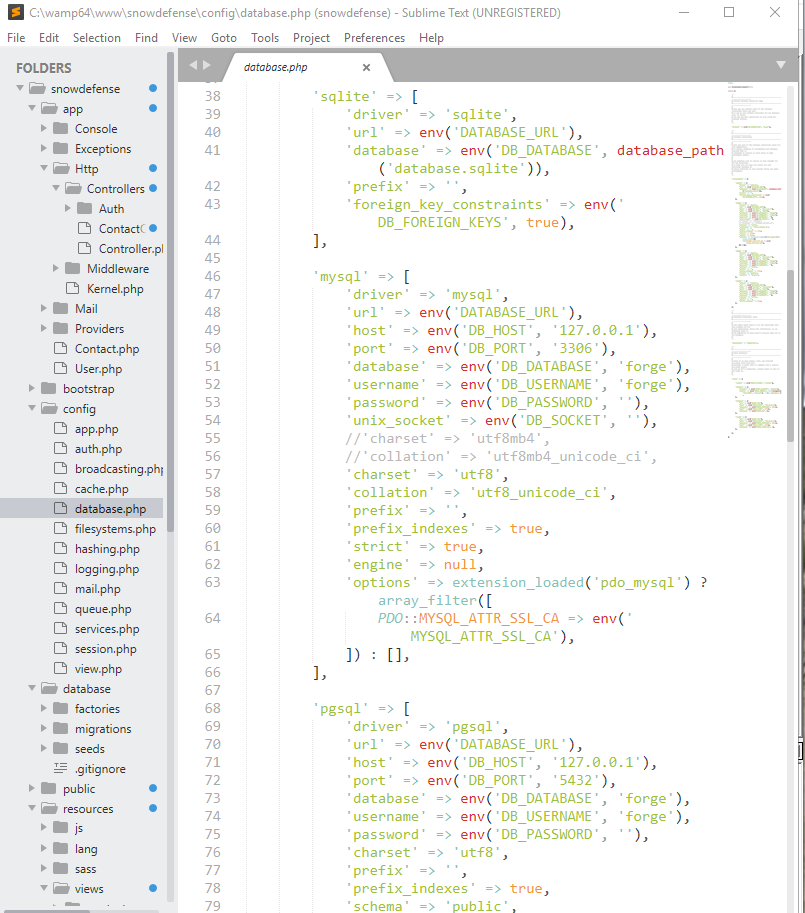 C:\wamp64\www\snowdefense\config\database.php (snowdefense) - Sublime Text (UNREGISTERED)
File Edit Selection Find View Goto Tools Project Preferences Help
FOLDERS
snowdefense
app
Console
Exceptions
Http
Controllers
Auth
Contact
Controller.pl
Middleware
Kernel.php
Mail
Providers
Contact.php
User.php
bootstrap
config
app.php
auth.php
broadcasting.php
cache.php
database.php
filesystems.php
hashing.php
logging.php
mail.php
queue.php
services.php
session.php
view.php
database
factories
migrations
seeds
.gitignore
public
resources
js
lang
sass
views
database.php
38 'sqlite' => [
39 'driver' => 'sqlite',
40 'url' => env('DATABASE_URL'),
41 'database' => env('DB_DATABASE', database_path
('database.sqlite')),
42 'prefix' => '',
43 'foreign_key_constraints' => env('
DB_FOREIGN_KEYS', true),
44 ],
45
46 'mysql' => [
47 'driver' => 'mysql',
48 'url' => env('DATABASE_URL'),
49 'host' => env('DB_HOST', '127.0.0.1'),
50 'port' => env('DB_PORT', '3306'),
51 'database' => env('DB_DATABASE', 'forge'),
52 'username' => env('DB_USERNAME', 'forge'),
53 'password' => env('DB_PASSWORD', ''),
54 'unix_socket' => env('DB_SOCKET', ''),
55 //'charset' => 'utf8mb4',
56 //'collation' => 'utf8mb4_unicode_ci',
57 'charset' => 'utf8',
58 'collation' => 'utf8_unicode_ci',
59 'prefix' => '',
60 'prefix_indexes' => true,
61 'strict' => true,
62 'engine' => null,
63 'options' => extension_loaded('pdo_mysql') ?
array_filter([
64 PDO::MYSQL_ATTR_SSL_CA => env('
MYSQL_ATTR_SSL_CA'),
65 ]) : [],
66 ],
67
68 'pgsql' => [
69 'driver' => 'pgsql',
70 'url' => env('DATABASE_URL'),
71 'host' => env('DB_HOST', '127.0.0.1'),
72 'port' => env('DB_PORT', '5432'),
73 'database' => env('DB_DATABASE', 'forge'),
74 'username' => env('DB_USERNAME', 'forge'),
75 'password' => env('DB_PASSWORD', ''),
76 'charset' => 'utf8',
77 'prefix' => '',
78 'prefix_indexes' => true,
79 'schema' => 'public',